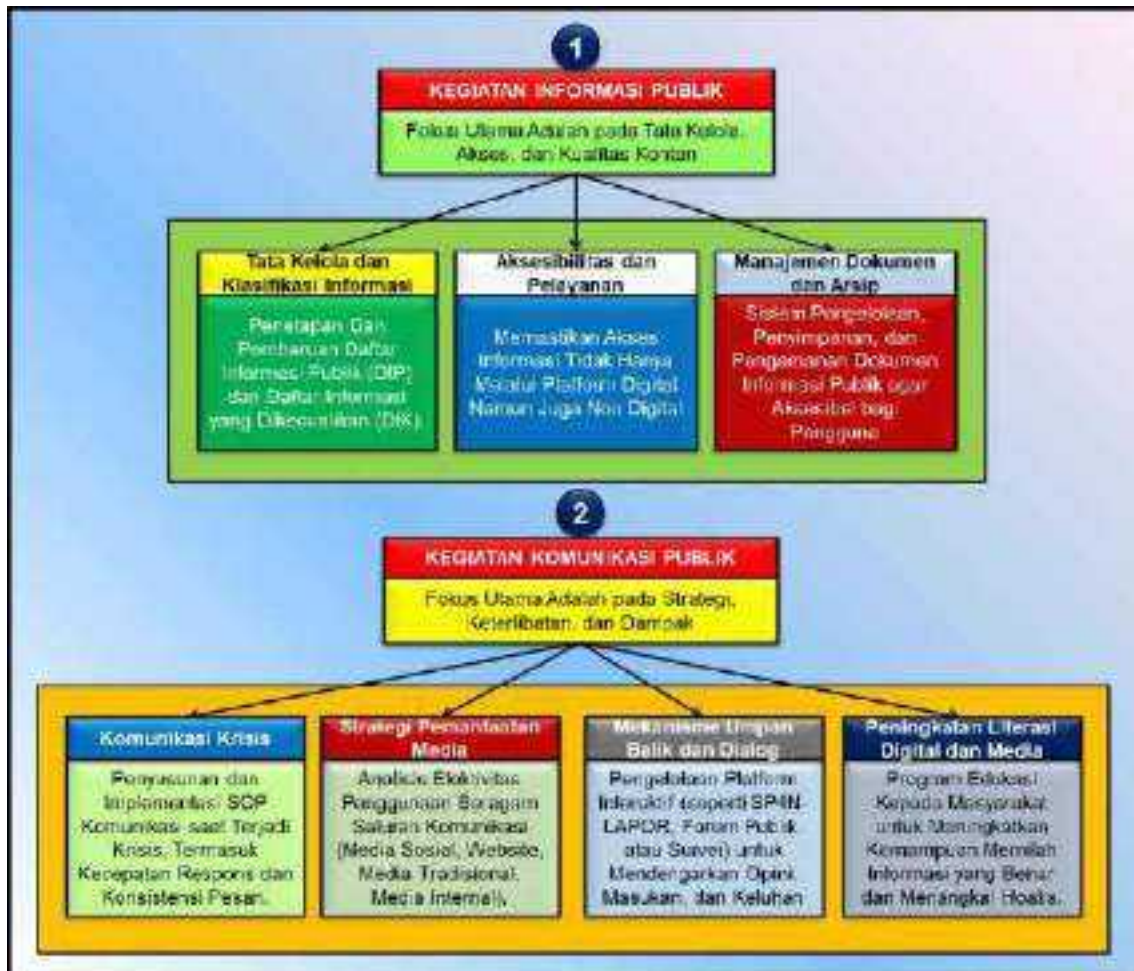 1
KEGIATAN INFORMASI PUBLIK
Fokus Utama Adalah pada Tata Kelola,
Akses, dan Kualitas Konten
Tata Kelola dan
Klasifikasi Informasi
Penetapan Dan
Pembaruan Daftar
Informasi Publik (DIP)
dan Daftar Informasi
yang Dikecualikan (DIK)
Aksesibilitas dan
Pelayanan
Memastikan Akses
Informasi Tidak Hanya
Melalui Platform Digital
Namun Juga Non Digital
Manajemen Dokumen
dan Arsip
Sistem Pengelolaan,
Penyimpanan, dan
Pengamanan Dokumen
Informasi Publik agar
Aksesibel bagi
Pengguna
2
KEGIATAN KOMUNIKASI PUBLIK
Fokus Utama Adalah pada Strategi,
Keterlibatan, dan Dampak
Komunikasi Krisis
Penyusunan dan
Implementasi SOP
Komunikasi saat Terjadi
Krisis, Termasuk
Kecepatan Respons dan
Konsistensi Pesan.
Strategi Pemanfaatan
Media
Analisis Efektivitas
Penggunaan Beragam
Saluran Komunikasi
(Media Sosial, Website,
Media Tradisional,
Media Internal).
Mekanisme Umpan
Balik dan Dialog
Pengelolaan Platform
Interaktif (seperti SP4N
LAPOR, Forum Publik
atau Survei) untuk
Mendengarkan Opini,
Masukan, dan Keluhan
Peningkatan Literasi
Digital dan Media
Program Edukasi
Kepada Masyarakat
untuk Meningkatkan
Kemampuan Memilah
Informasi yang Benar
dan Menangkal Hoaks.